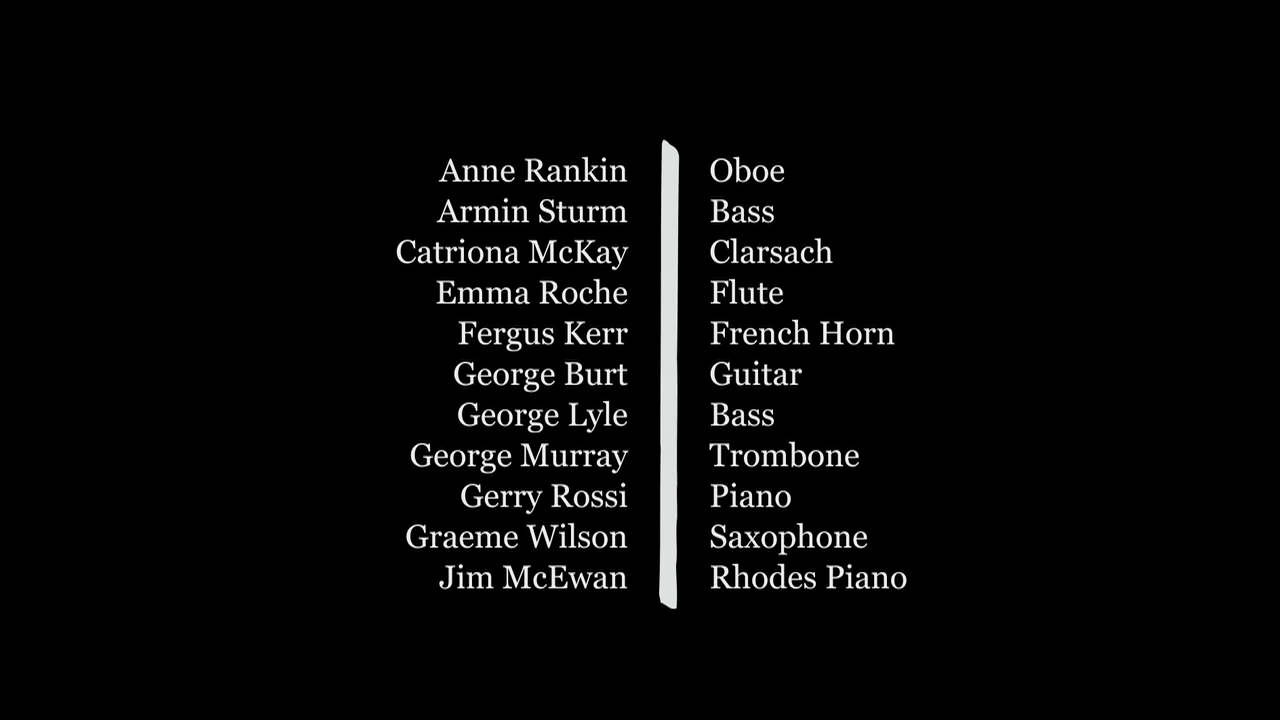 Anne Rankin Oboe
Armin Sturm Bass
Catriona McKay Clarsach
Emma Roche Flute
Fergus Kerr French Horn
George Burt Guitar
George Lyle Bass
George Murray Trombone
Gerry Rossi Piano
Graeme Wilson Saxophone
Jim McEwan Rhodes Piano